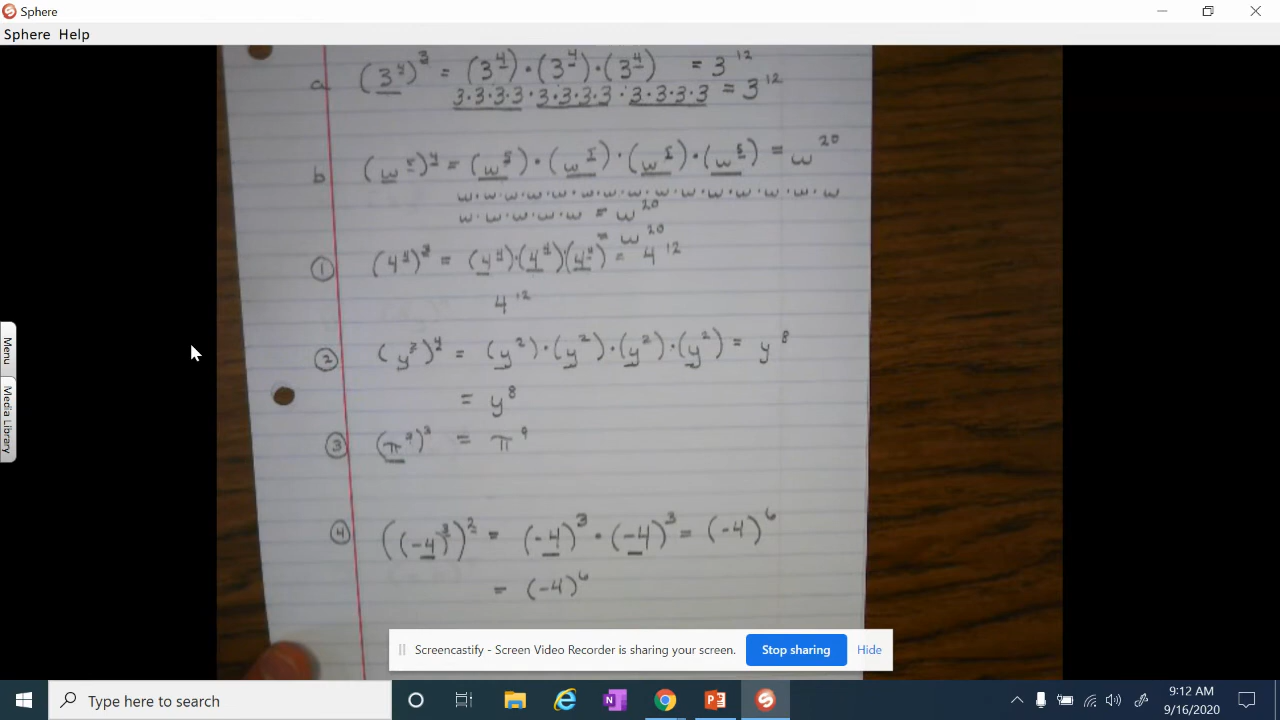 Sphere
Sphere Help
a (3⁴)³ = (3⁴)·(3⁴)·(3⁴) = 3¹²
3·3·3·3 · 3·3·3·3 · 3·3·3·3 = 3¹²
b (w⁵)⁴ = (w⁵)·(w⁵)·(w⁵)·(w⁵) = w²⁰
w·w·w·w·w·w·w·w·w·w·w·w·w·w·w
w·w·w·w·w = w²⁰
= w²⁰
① (4⁴)³ = (4⁴)·(4⁴)·(4⁴) = 4¹²
4¹²
② (y²)⁴ = (y²)·(y²)·(y²)·(y²) = y⁸
= y⁸
③ (π³)³ = π⁹
④ ((-4)³)² = (-4)³·(-4)³ = (-4)⁶
= (-4)⁶
Menu
Media Library
Screencastify - Screen Video Recorder is sharing your screen. Stop sharing Hide
Type here to search
9:12 AM
9/16/2020